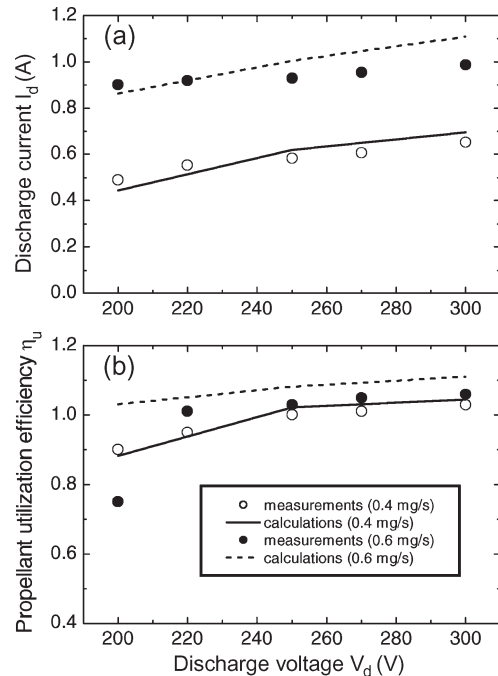 (a)
Discharge current I_d (A)
1.2
1.0
0.8
0.6
0.4
0.2
0.0
200 220 240 260 280 300
(b)
Propellant utilization efficiency η_u
1.2
1.0
0.8
0.6
0.4
measurements (0.4 mg/s)
calculations (0.4 mg/s)
measurements (0.6 mg/s)
calculations (0.6 mg/s)
200 220 240 260 280 300
Discharge voltage V_d (V)